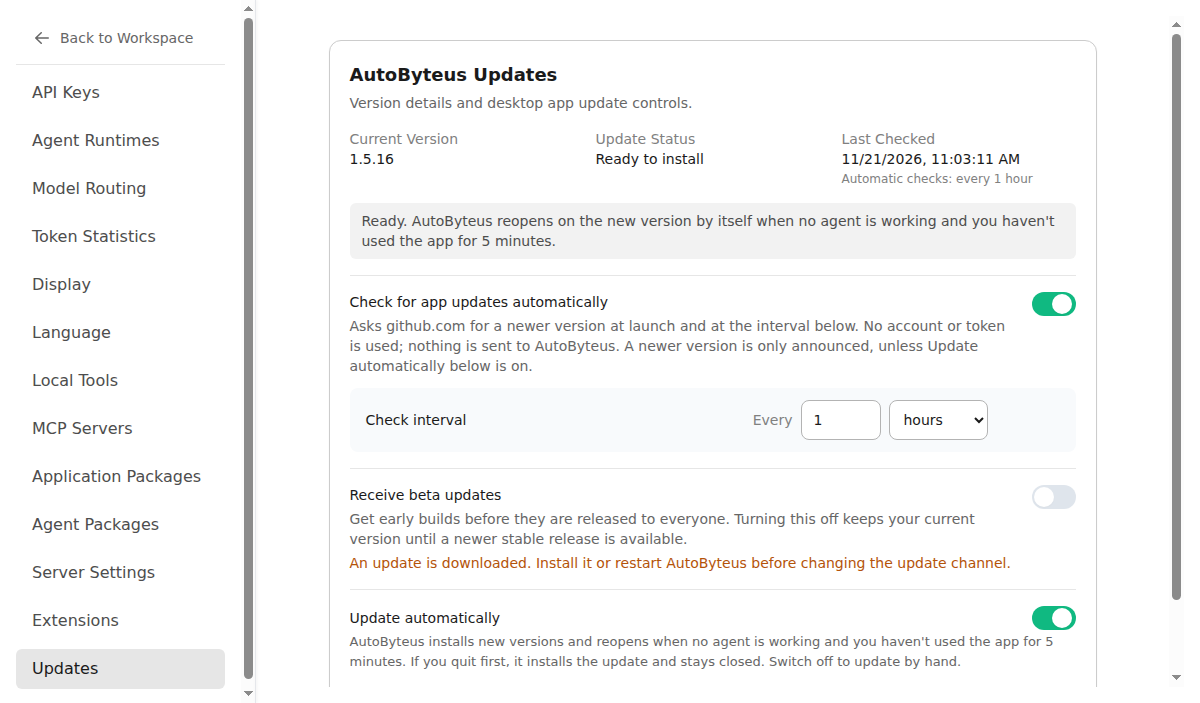 Back to Workspace
API Keys
Agent Runtimes
Model Routing
Token Statistics
Display
Language
Local Tools
MCP Servers
Application Packages
Agent Packages
Server Settings
Extensions
Updates
AutoByteus Updates
Version details and desktop app update controls.
Current Version
1.5.16
Update Status
Ready to install
Last Checked
11/21/2026, 11:03:11 AM
Automatic checks: every 1 hour
Ready. AutoByteus reopens on the new version by itself when no agent is working and you haven't
used the app for 5 minutes.
Check for app updates automatically
Asks github.com for a newer version at launch and at the interval below. No account or token
is used; nothing is sent to AutoByteus. A newer version is only announced, unless Update
automatically below is on.
Check interval
Every 1 hours
Receive beta updates
Get early builds before they are released to everyone. Turning this off keeps your current
version until a newer stable release is available.
An update is downloaded. Install it or restart AutoByteus before changing the update channel.
Update automatically
AutoByteus installs new versions and reopens when no agent is working and you haven't used the app for 5
minutes. If you quit first, it installs the update and stays closed. Switch off to update by hand.